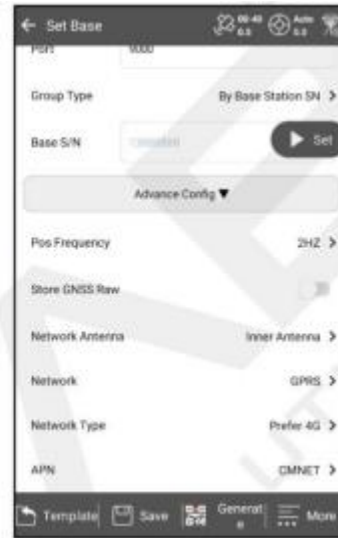 ← Set Base
Port 9000
Group Type By Base Station SN >
Base S/N
Set
Advance Config ▼
Pos Frequency 2HZ >
Store GNSS Raw
Network Antenna Inner Antenna >
Network GPRS >
Network Type Prefer 4G >
APN CMNET >
Template Save Generat More
e